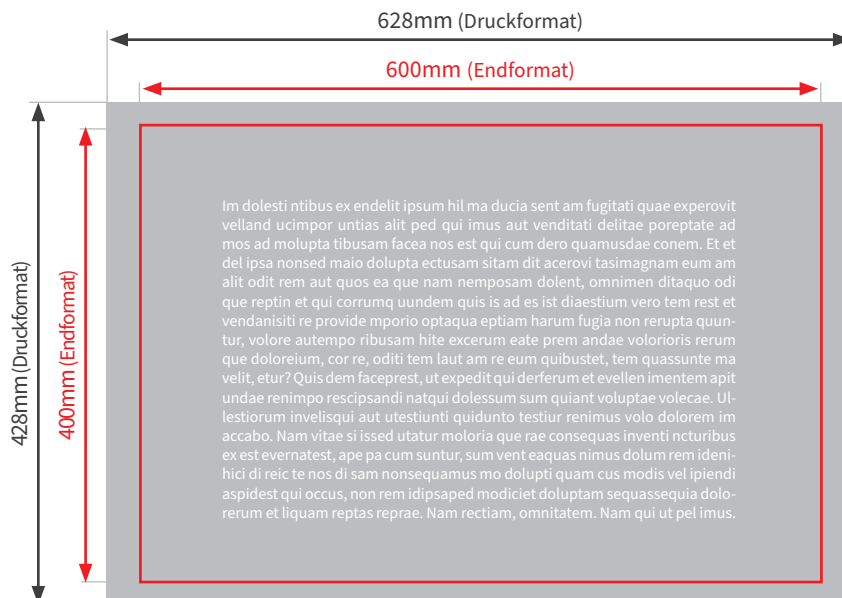 628mm (Druckformat)
600mm (Endformat)
428mm (Druckformat)
400mm (Endformat)
Im dolesti ntibus ex endelit ipsum hil ma ducia sent am fugitati quae experovit
velland ucimpor untias alit ped qui imus aut venditati delitae poreptate ad
mos ad molupta tibusam facea nos est qui cum dero quamusdae conem. Et et
del ipsa nonsed maio dolupta ectusam sitam dit acerovi tasimagnam eum am
alit odit rem aut quos ea que nam nemposam dolent, omnimen ditaquo odi
que reptin et qui corrumq uundem quis is ad es ist diaestium vero tem rest et
vendanisiti re provide mporio optaqua eptiam harum fugia non rerupta quun-
tur, volore autempo ribusam hite excerum eate prem andae volorioris rerum
que doloreium, cor re, oditi tem laut am re eum quibustet, tem quassunte ma
velit, etur? Quis dem faceprest, ut expedit qui derferum et evellen imentem apit
undae renimpo rescipsandi natqui dolessum sum quiant voluptae volecae. Ul-
lestiorum invelisqui aut utestiunti quidunto testiur renimus volo dolorem im
accabo. Nam vitae si issed utatur moloria que rae consequas inventi ncturibus
ex est evernatest, ape pa cum suntur, sum vent eaquas nimus dolum rem ideni-
hici di reic te nos di sam nonsequamus mo dolupti quam cus modis vel ipiendi
aspidest qui occus, non rem idipsaped modiciet doluptam sequassequia dolo-
rerum et liquam reptas reprae. Nam rectiam, omnitatem. Nam qui ut pel imus.